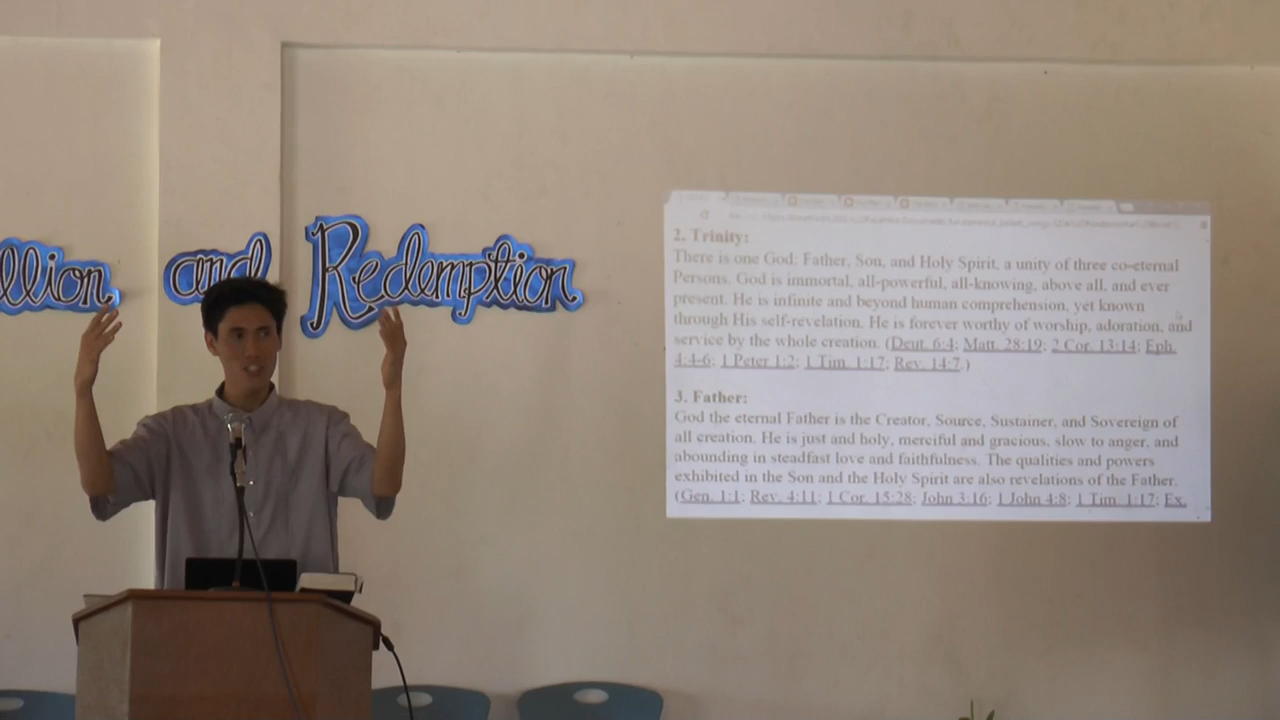 llion, and Redemption
2. Trinity:
There is one God: Father, Son, and Holy Spirit, a unity of three co-eternal
Persons. God is immortal, all-powerful, all-knowing, above all, and ever
present. He is infinite and beyond human comprehension, yet known
through His self-revelation. He is forever worthy of worship, adoration, and
service by the whole creation. (Deut. 6:4; Matt. 28:19; 2 Cor. 13:14; Eph.
4:4-6; 1 Peter 1:2; 1 Tim. 1:17; Rev. 14:7.)
3. Father:
God the eternal Father is the Creator, Source, Sustainer, and Sovereign of
all creation. He is just and holy, merciful and gracious, slow to anger, and
abounding in steadfast love and faithfulness. The qualities and powers
exhibited in the Son and the Holy Spirit are also revelations of the Father.
(Gen. 1:1; Rev. 4:11; 1 Cor. 15:28; John 3:16; 1 John 4:8; 1 Tim. 1:17; Ex.